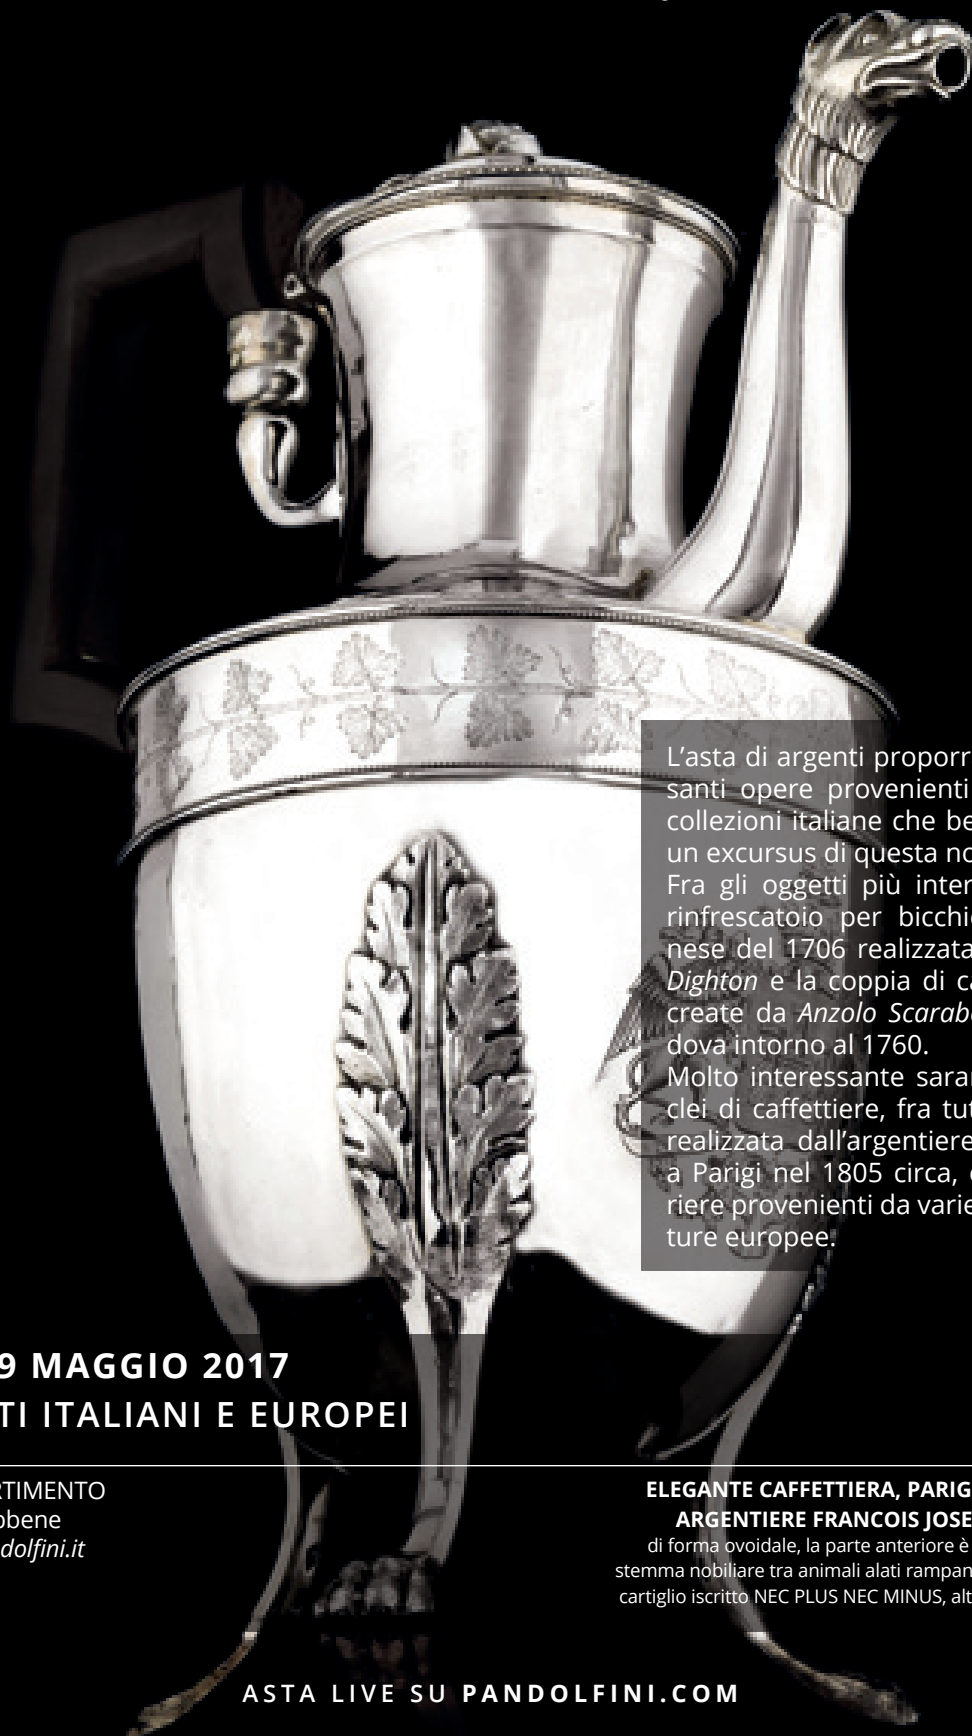 L’asta di argenti proporr
santi opere provenienti
collezioni italiane che be
un excursus di questa no
Fra gli oggetti più inter
rinfrescatoio per bicchi
nese del 1706 realizzata
Dighton e la coppia di ca
create da Anzolo Scarab
dova intorno al 1760.
Molto interessante sarar
clei di caffettiere, fra tut
realizzata dall’argentiere
a Parigi nel 1805 circa,
riere provenienti da varie
ture europee.
9 MAGGIO 2017
TI ITALIANI E EUROPEI
RTIMENTO
bbene
dolfini.it
ELEGANTE CAFFETTIERA, PARIG
ARGENTIERE FRANCOIS JOSE
di forma ovoidale, la parte anteriore è
stemma nobiliare tra animali alati rampan
cartiglio iscritto NEC PLUS NEC MINUS, alt
ASTA LIVE SU PANDOLFINI.COM